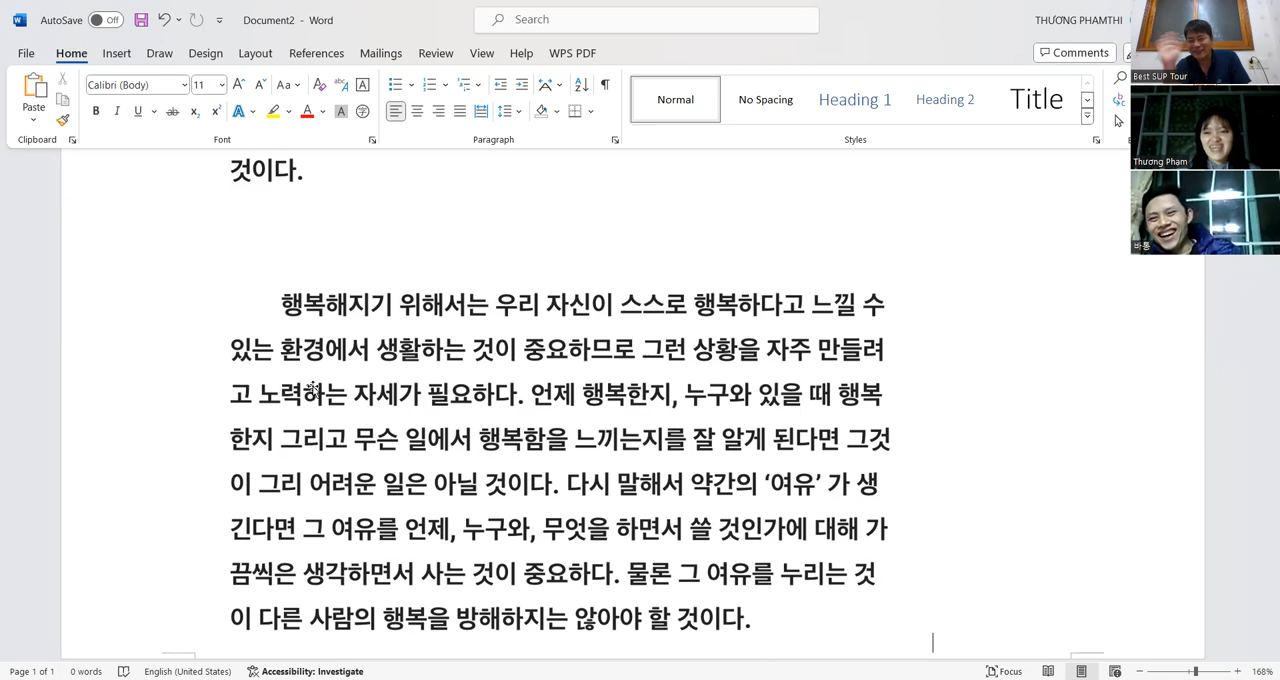 AutoSave Off Document2 - Word Search THƯƠNG PHAMTHI
File Home Insert Draw Design Layout References Mailings Review View Help WPS PDF Comments
Paste Calibri (Body) 11 Normal No Spacing Heading 1 Heading 2 Title
Clipboard Font Paragraph Styles
Best SUP Tour
Thương Phạm
바통
것이다.
행복해지기 위해서는 우리 자신이 스스로 행복하다고 느낄 수
있는 환경에서 생활하는 것이 중요하므로 그런 상황을 자주 만들려
고 노력하는 자세가 필요하다. 언제 행복한지, 누구와 있을 때 행복
한지 그리고 무슨 일에서 행복함을 느끼는지를 잘 알게 된다면 그것
이 그리 어려운 일은 아닐 것이다. 다시 말해서 약간의 ‘여유’ 가 생
긴다면 그 여유를 언제, 누구와, 무엇을 하면서 쓸 것인가에 대해 가
끔씩은 생각하면서 사는 것이 중요하다. 물론 그 여유를 누리는 것
이 다른 사람의 행복을 방해하지는 않아야 할 것이다.
Page 1 of 1 0 words English (United States) Accessibility: Investigate Focus 168%